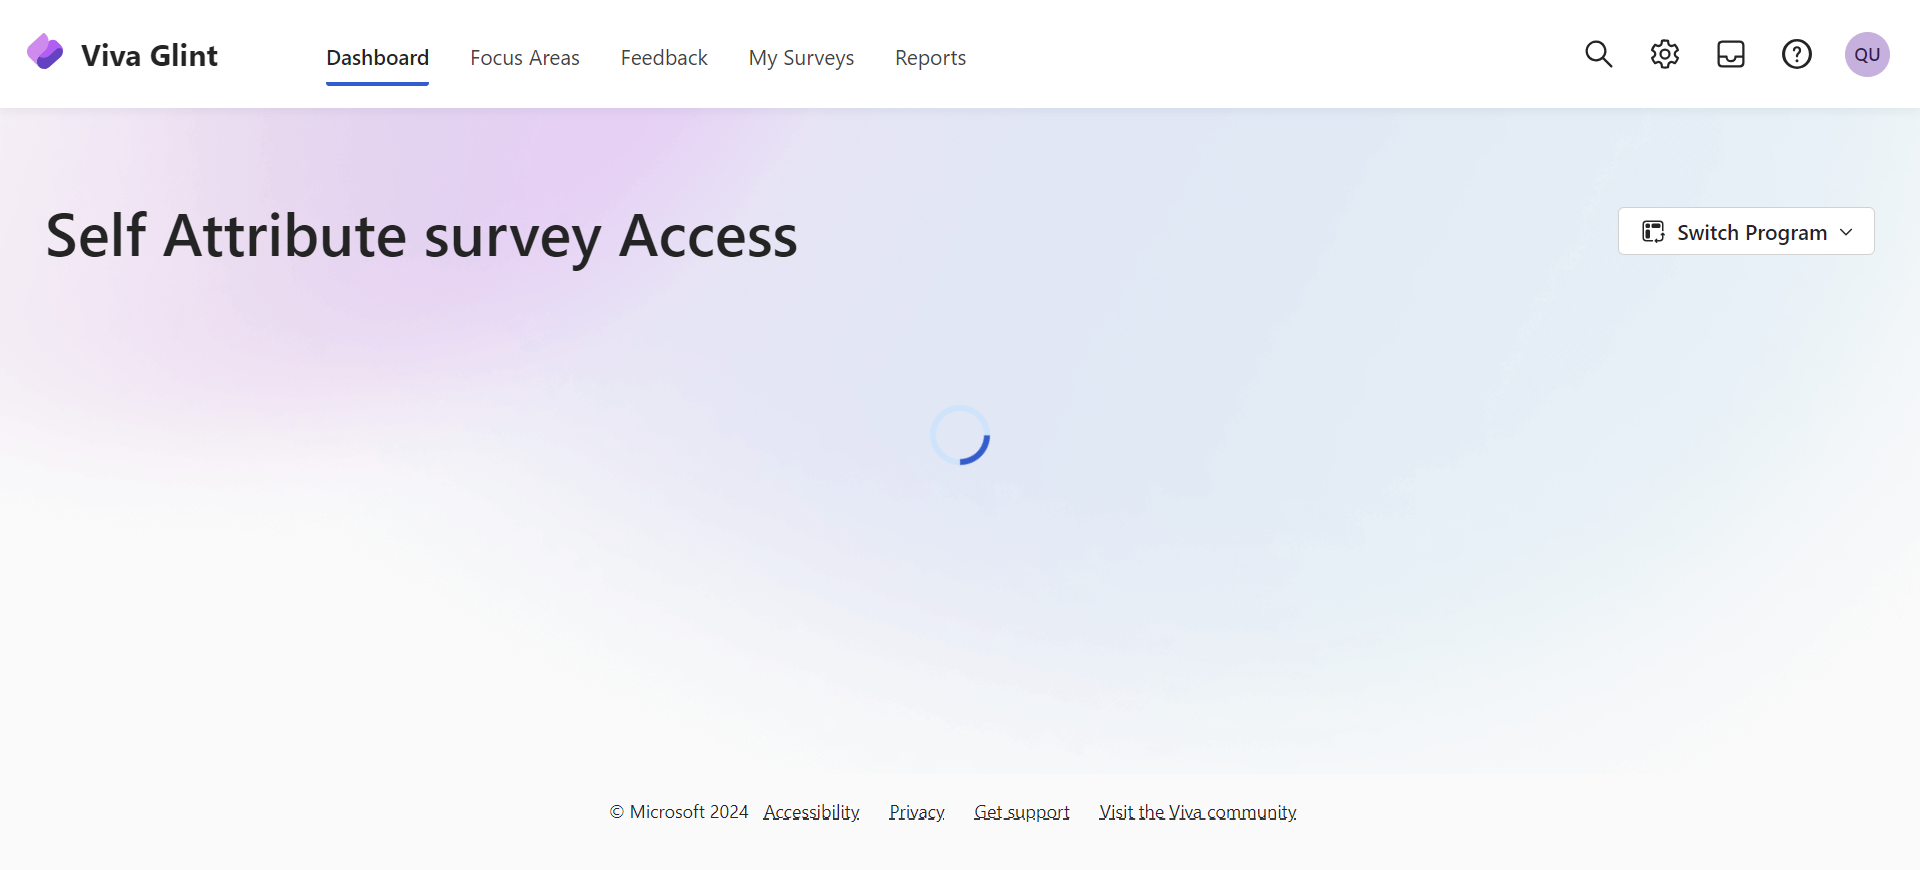 Viva Glint
Dashboard
Focus Areas
Feedback
My Surveys
Reports
QU
Self Attribute survey Access
Switch Program
© Microsoft 2024
Accessibility
Privacy
Get support
Visit the Viva community